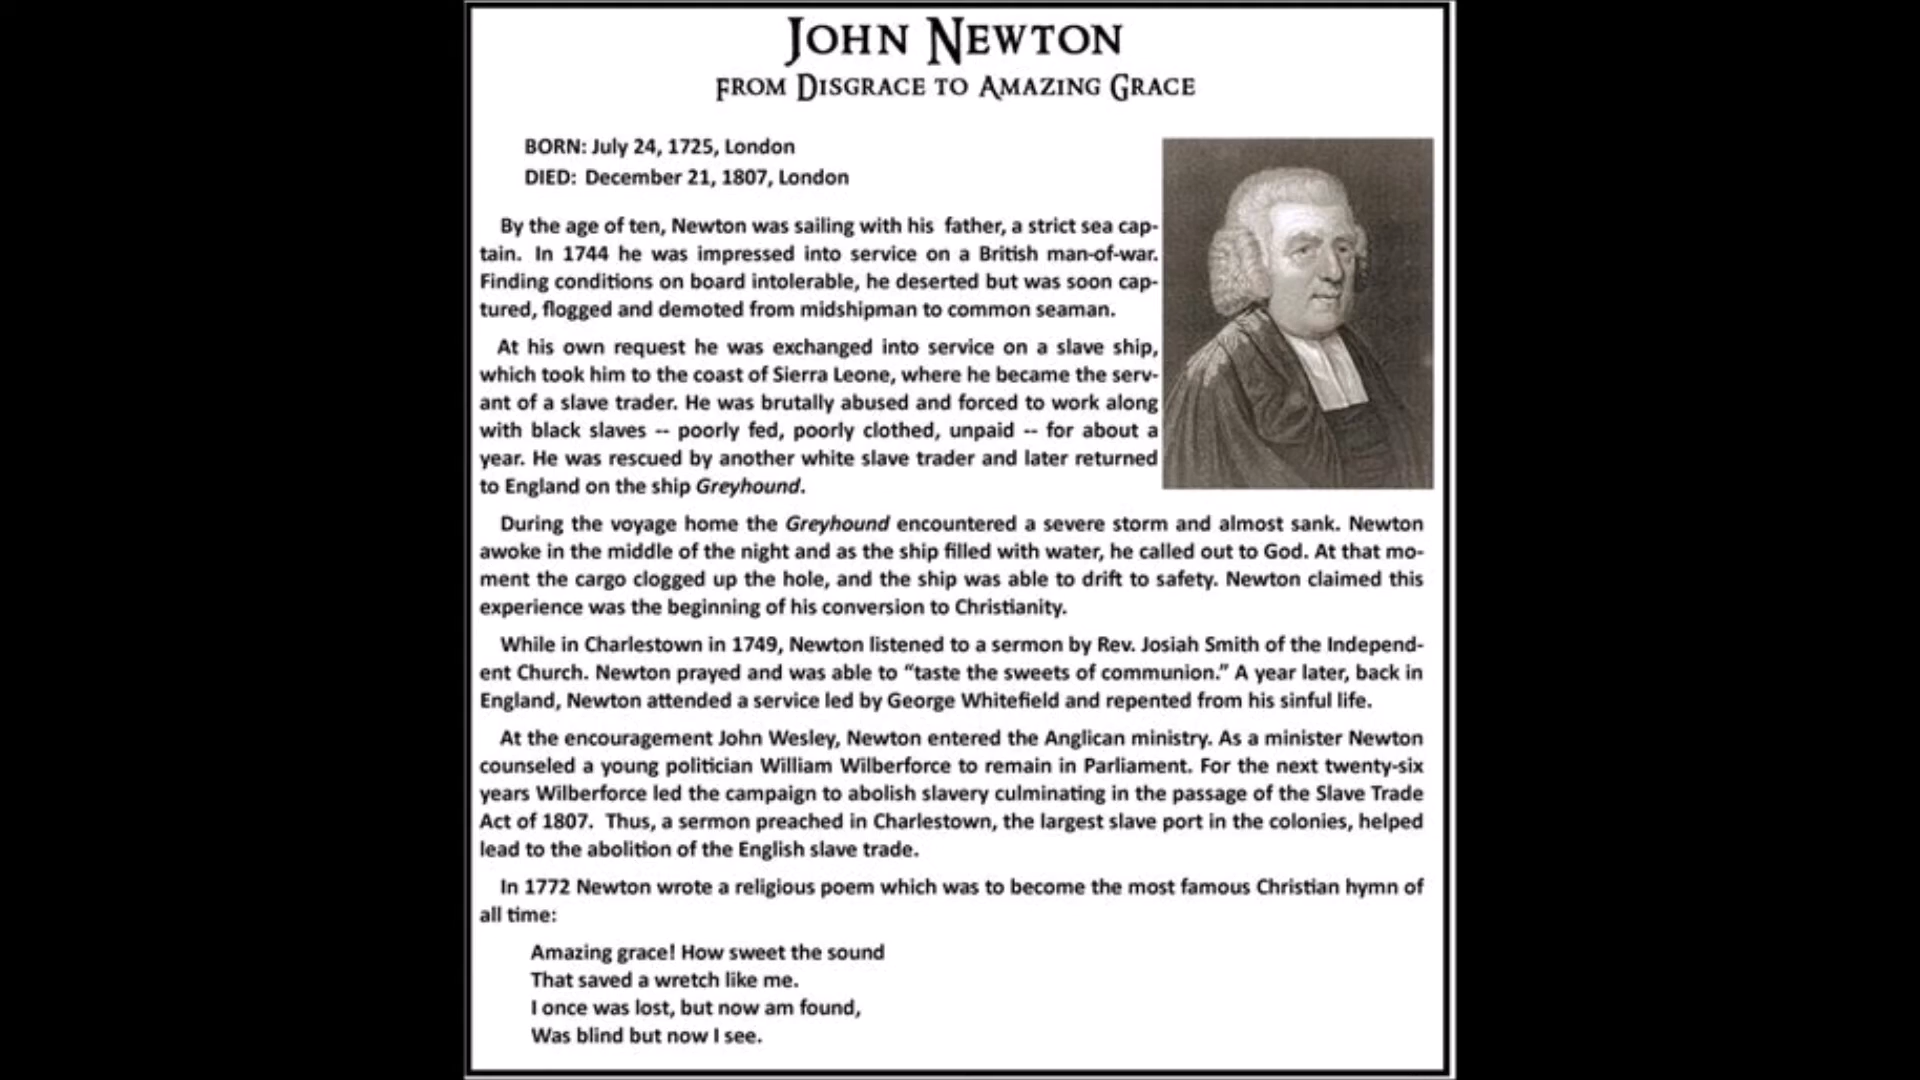 JOHN NEWTON
FROM DISGRACE TO AMAZING GRACE
BORN: July 24, 1725, London
DIED: December 21, 1807, London
By the age of ten, Newton was sailing with his father, a strict sea cap-
tain. In 1744 he was impressed into service on a British man-of-war.
Finding conditions on board intolerable, he deserted but was soon cap-
tured, flogged and demoted from midshipman to common seaman.
At his own request he was exchanged into service on a slave ship,
which took him to the coast of Sierra Leone, where he became the serv-
ant of a slave trader. He was brutally abused and forced to work along
with black slaves -- poorly fed, poorly clothed, unpaid -- for about a
year. He was rescued by another white slave trader and later returned
to England on the ship Greyhound.
During the voyage home the Greyhound encountered a severe storm and almost sank. Newton
awoke in the middle of the night and as the ship filled with water, he called out to God. At that mo-
ment the cargo clogged up the hole, and the ship was able to drift to safety. Newton claimed this
experience was the beginning of his conversion to Christianity.
While in Charlestown in 1749, Newton listened to a sermon by Rev. Josiah Smith of the Independ-
ent Church. Newton prayed and was able to “taste the sweets of communion.” A year later, back in
England, Newton attended a service led by George Whitefield and repented from his sinful life.
At the encouragement John Wesley, Newton entered the Anglican ministry. As a minister Newton
counseled a young politician William Wilberforce to remain in Parliament. For the next twenty-six
years Wilberforce led the campaign to abolish slavery culminating in the passage of the Slave Trade
Act of 1807. Thus, a sermon preached in Charlestown, the largest slave port in the colonies, helped
lead to the abolition of the English slave trade.
In 1772 Newton wrote a religious poem which was to become the most famous Christian hymn of
all time:
Amazing grace! How sweet the sound
That saved a wretch like me.
I once was lost, but now am found,
Was blind but now I see.